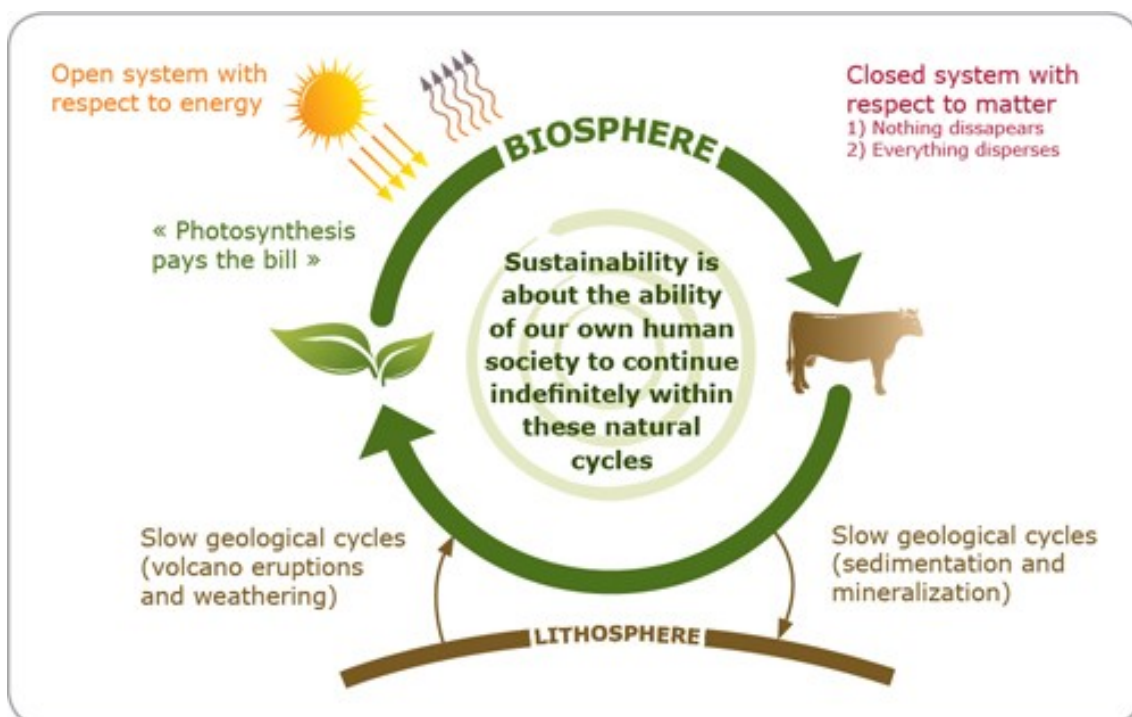 Open system with
respect to energy
Closed system with
respect to matter
1) Nothing dissapears
2) Everything disperses
BIOSPHERE
« Photosynthesis
pays the bill »
Sustainability is
about the ability
of our own human
society to continue
indefinitely within
these natural
cycles
Slow geological cycles
(volcano eruptions
and weathering)
Slow geological cycles
(sedimentation and
mineralization)
LITHOSPHERE